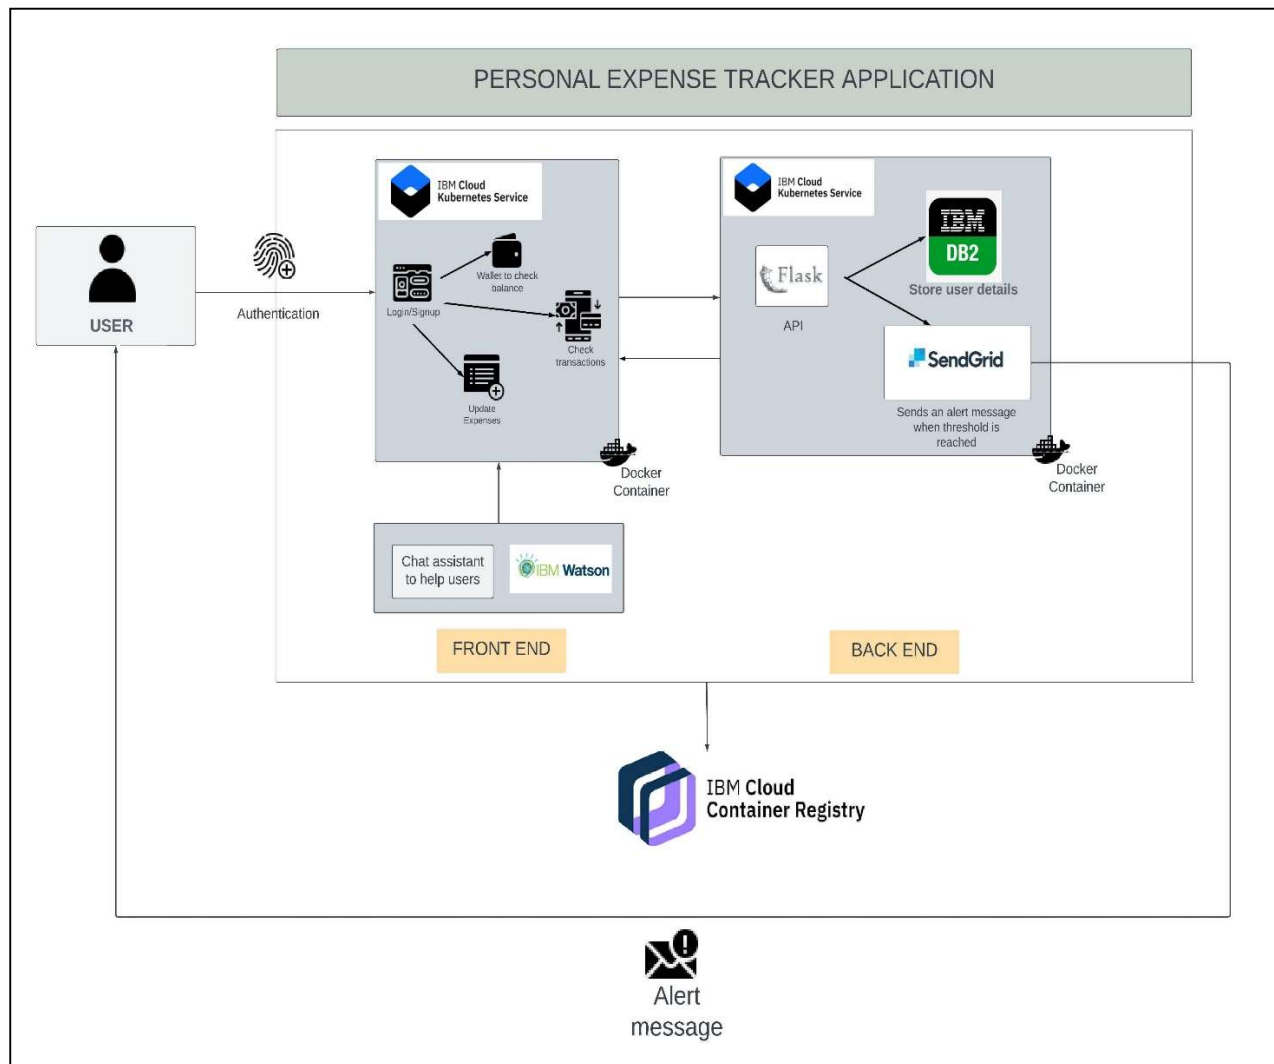 PERSONAL EXPENSE TRACKER APPLICATION
IBM Cloud
Kubernetes Service
IBM Cloud
Kubernetes Service
USER
Authentication
Login/Signup
Wallet to check
balance
Check
transactions
Update
Expenses
Docker
Container
Flask
API
IBM
DB2
Store user details
SendGrid
Sends an alert message
when threshold is
reached
Docker
Container
Chat assistant
to help users
IBM Watson
FRONT END
BACK END
IBM Cloud
Container Registry
Alert
message